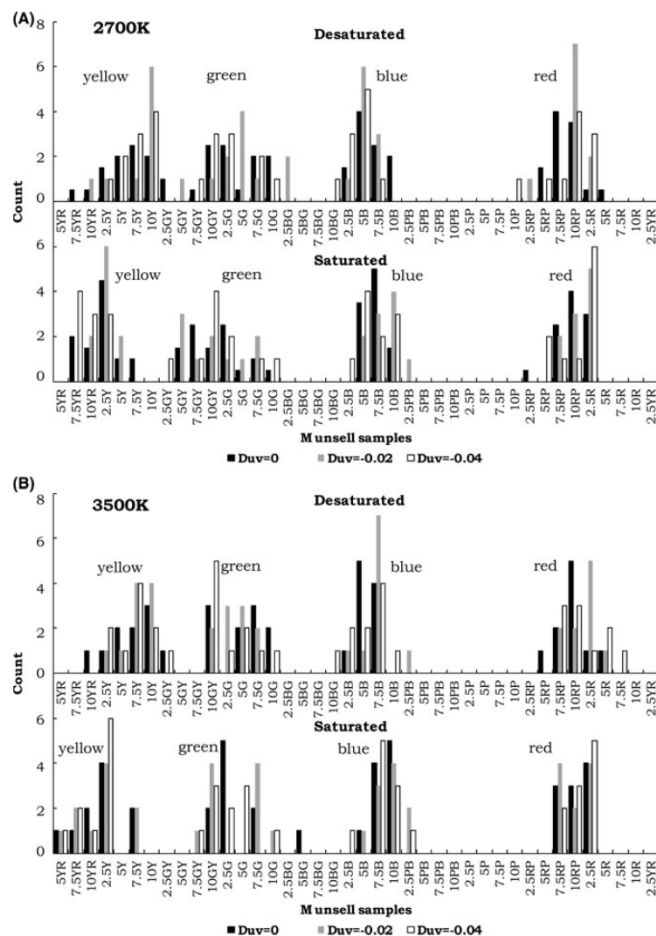 (A)
2700K
Desaturated
8
6
4
2
0
yellow
green
blue
red
Count
5YR
7.5YR
10YR
2.5Y
5Y
7.5Y
10Y
2.5GY
5GY
7.5GY
10GY
2.5G
5G
7.5G
10G
2.5BG
5BG
7.5BG
10BG
2.5B
5B
7.5B
10B
2.5PB
5PB
7.5PB
10PB
2.5P
5P
7.5P
10P
2.5RP
5RP
7.5RP
10RP
2.5R
5R
7.5R
10R
2.5YR
Saturated
4
2
0
yellow
green
blue
red
5YR
7.5YR
10YR
2.5Y
5Y
7.5Y
10Y
2.5GY
5GY
7.5GY
10GY
2.5G
5G
7.5G
10G
2.5BG
5BG
7.5BG
10BG
2.5B
5B
7.5B
10B
2.5PB
5PB
7.5PB
10PB
2.5P
5P
7.5P
10P
2.5RP
5RP
7.5RP
10RP
2.5R
5R
7.5R
10R
2.5YR
Munsell samples
Duv=0 Duv=-0.02 Duv=-0.04
(B)
3500K
Desaturated
8
6
4
2
0
yellow
green
blue
red
Count
5YR
7.5YR
10YR
2.5Y
5Y
7.5Y
10Y
2.5GY
5GY
7.5GY
10GY
2.5G
5G
7.5G
10G
2.5BG
5BG
7.5BG
10BG
2.5B
5B
7.5B
10B
2.5PB
5PB
7.5PB
10PB
2.5P
5P
7.5P
10P
2.5RP
5RP
7.5RP
10RP
2.5R
5R
7.5R
10R
2.5YR
Saturated
4
2
0
yellow
green
blue
red
5YR
7.5YR
10YR
2.5Y
5Y
7.5Y
10Y
2.5GY
5GY
7.5GY
10GY
2.5G
5G
7.5G
10G
2.5BG
5BG
7.5BG
10BG
2.5B
5B
7.5B
10B
2.5PB
5PB
7.5PB
10PB
2.5P
5P
7.5P
10P
2.5RP
5RP
7.5RP
10RP
2.5R
5R
7.5R
10R
2.5YR
Munsell samples
Duv=0 Duv=-0.02 Duv=-0.04